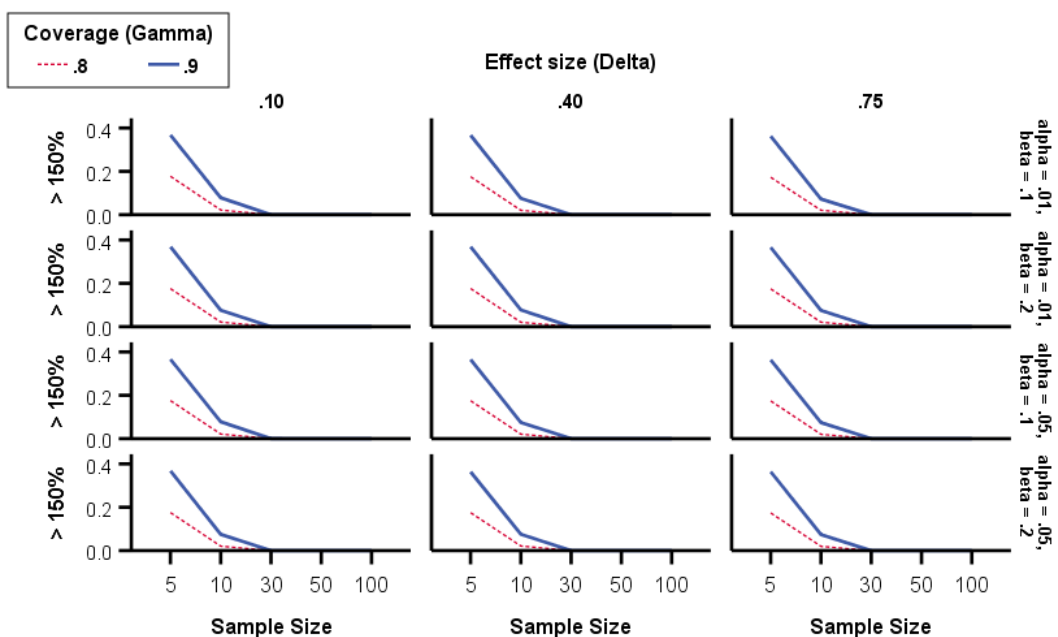 Coverage (Gamma)
.8 .9
Effect size (Delta)
.10 .40 .75
> 150%
0.4
0.2
0.0
alpha = .01,
beta = .1
> 150%
0.4
0.2
0.0
alpha = .01,
beta = .2
> 150%
0.4
0.2
0.0
alpha = .05,
beta = .1
> 150%
0.4
0.2
0.0
alpha = .05,
beta = .2
5 10 30 50 100 5 10 30 50 100 5 10 30 50 100
Sample Size Sample Size Sample Size